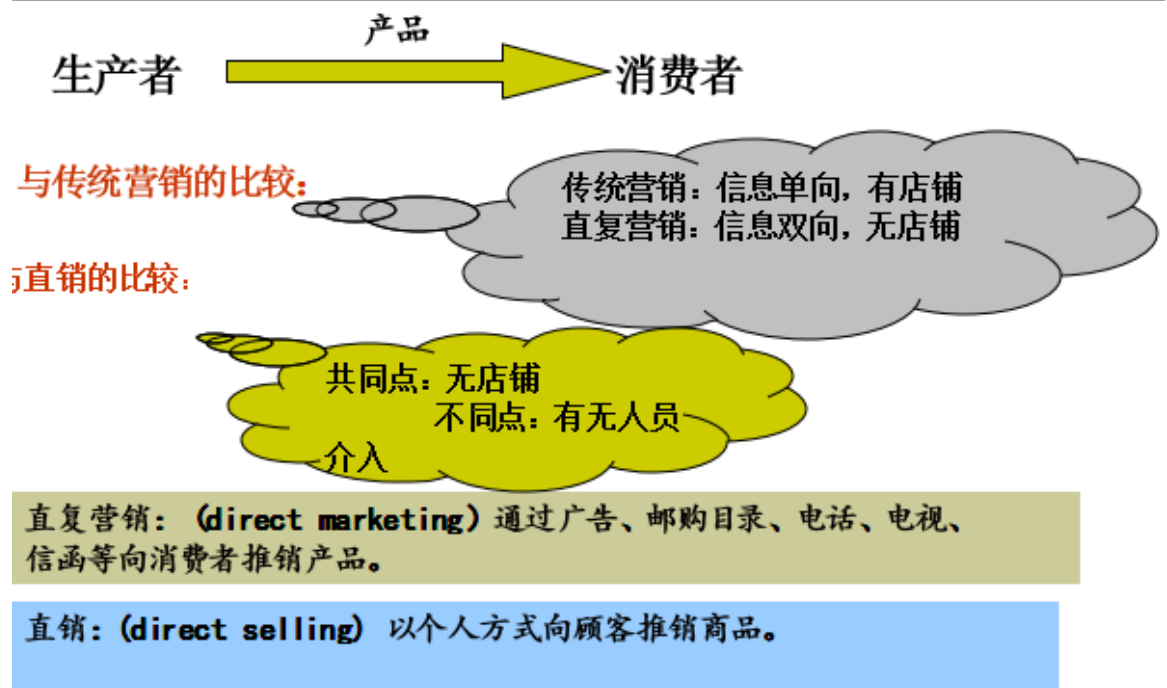 产品
生产者
消费者
与传统营销的比较：
传统营销：信息单向，有店铺
直复营销：信息双向，无店铺
与直销的比较：
共同点：无店铺
不同点：有无人员
介入
直复营销：（direct marketing）通过广告、邮购目录、电话、电视、
信函等向消费者推销产品。
直销：(direct selling) 以个人方式向顾客推销商品。